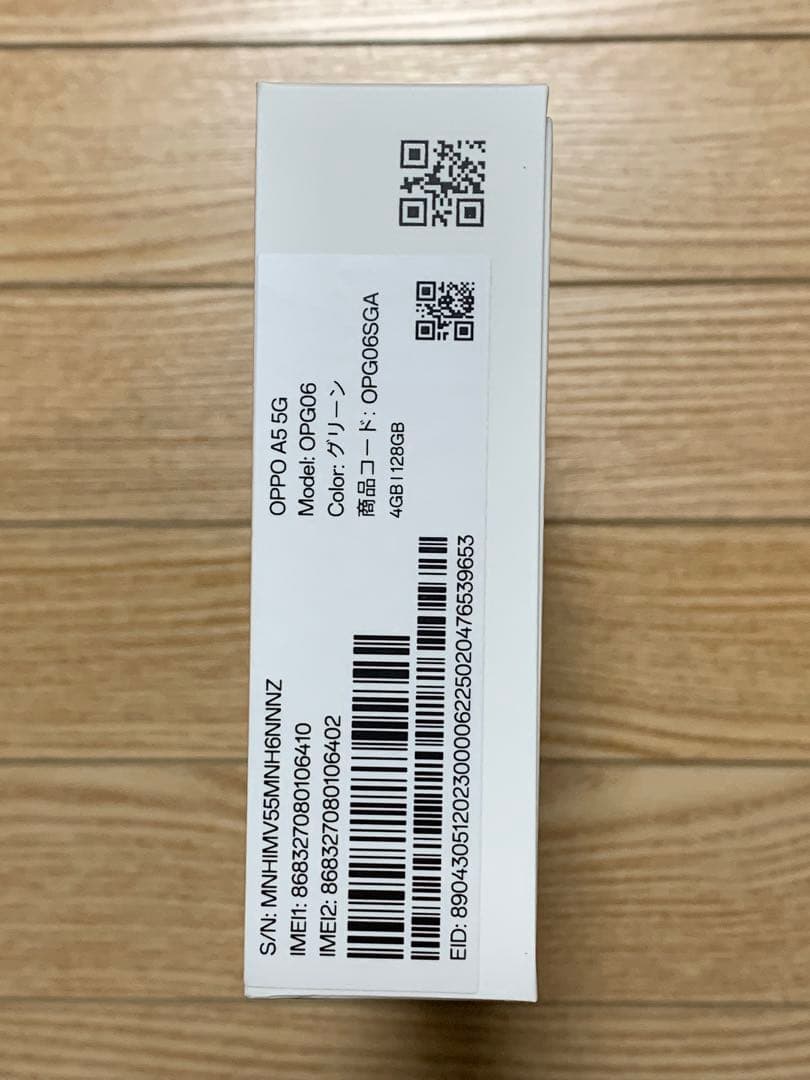 S/N: MNHIMV55MNH6NNNZ
IMEI1: 868327080106410
IMEI2: 868327080106402
EID: 89043051202300006225020476539653
OPPO A5 5G
Model: OPG06
Color: グリーン
商品コード: OPG06SGA
4GB | 128GB